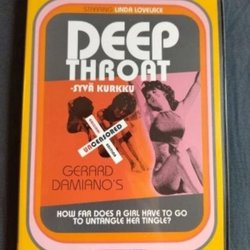 STARRING LINDA LOVELACE
DEEP
THROAT
-SYVÄ KURKKU
UNCENSORED
GERARD
DAMIANO'S
HOW FAR DOES A GIRL HAVE TO GO
TO UNTANGLE HER TINGLE?